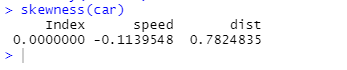 > skewness(car)
     Index      speed       dist
 0.0000000 -0.1139548  0.7824835
>